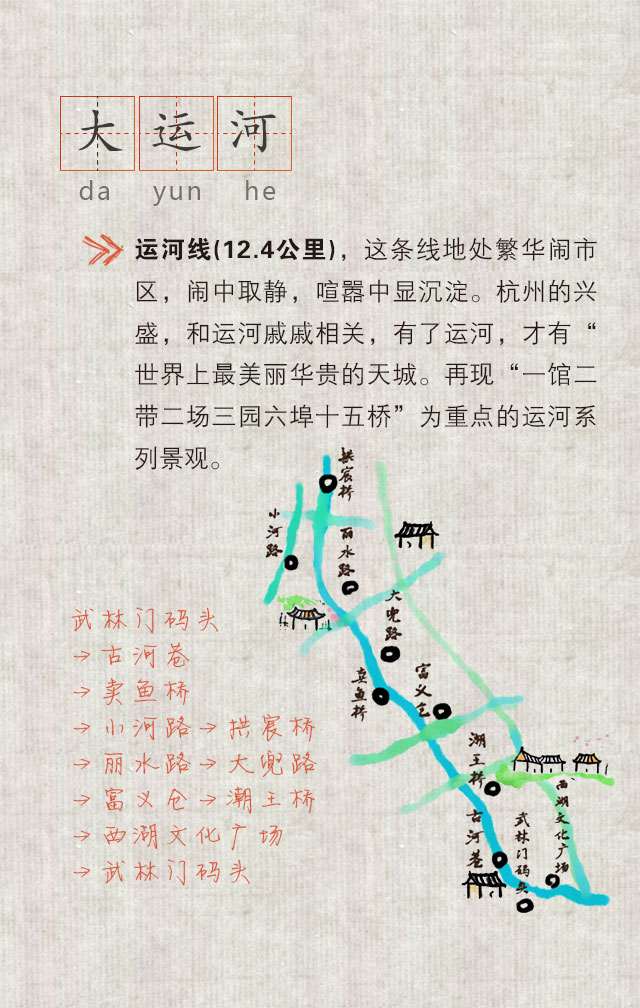 大运河
da yun he
运河线(12.4公里)，这条线地处繁华闹市
区，闹中取静，喧嚣中显沉淀。杭州的兴
盛，和运河戚戚相关，有了运河，才有“
世界上最美丽华贵的天城。再现“一馆二
带二场三园六埠十五桥”为重点的运河系
列景观。
拱宸桥
小河路
丽水路
大兜路
卖鱼桥
富义仓
潮王桥
西湖文化广场
古河巷
武林门码头
武林门码头
→古河巷
→卖鱼桥
→小河路→拱宸桥
→丽水路→大兜路
→富义仓→潮王桥
→西湖文化广场
→武林门码头